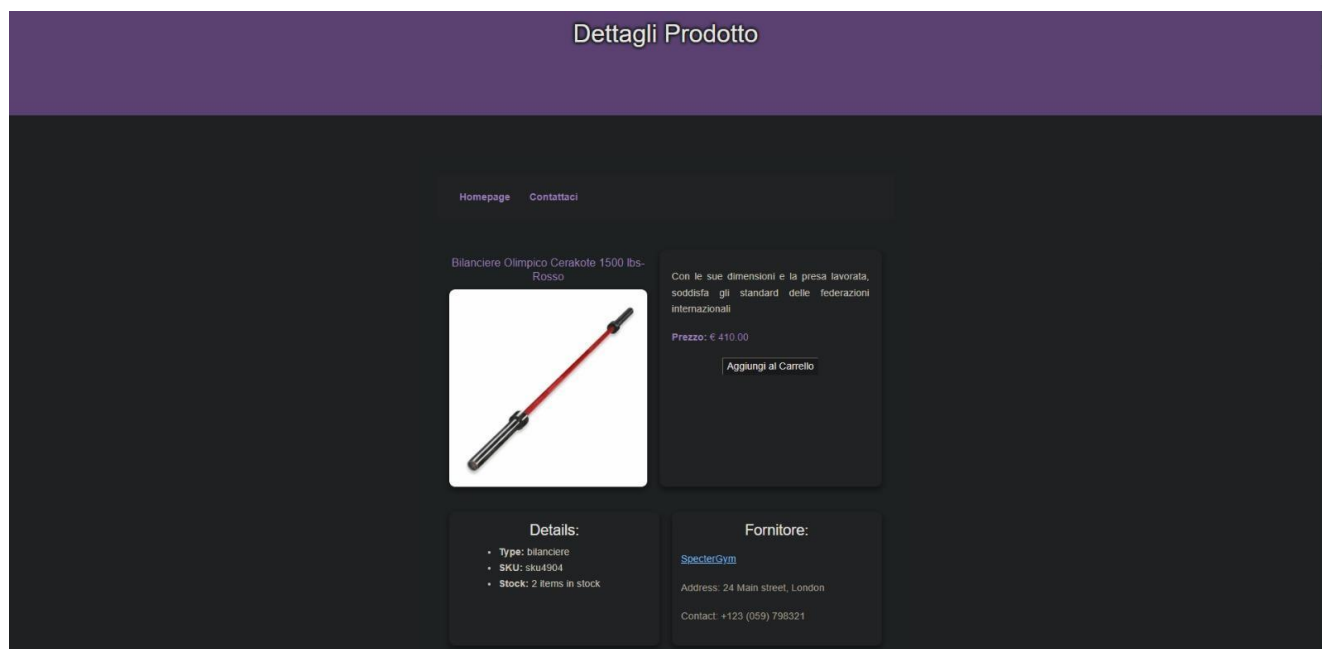 Dettagli Prodotto
Homepage Contattaci
Bilanciere Olimpico Cerakote 1500 lbs-
Rosso
Con le sue dimensioni e la presa lavorata,
soddisfa gli standard delle federazioni
internazionali
Prezzo: € 410.00
Aggiungi al Carrello
Details:
• Type: bilanciere
• SKU: sku4904
• Stock: 2 items in stock
Fornitore:
SpecterGym
Address: 24 Main street, London
Contact: +123 (059) 798321